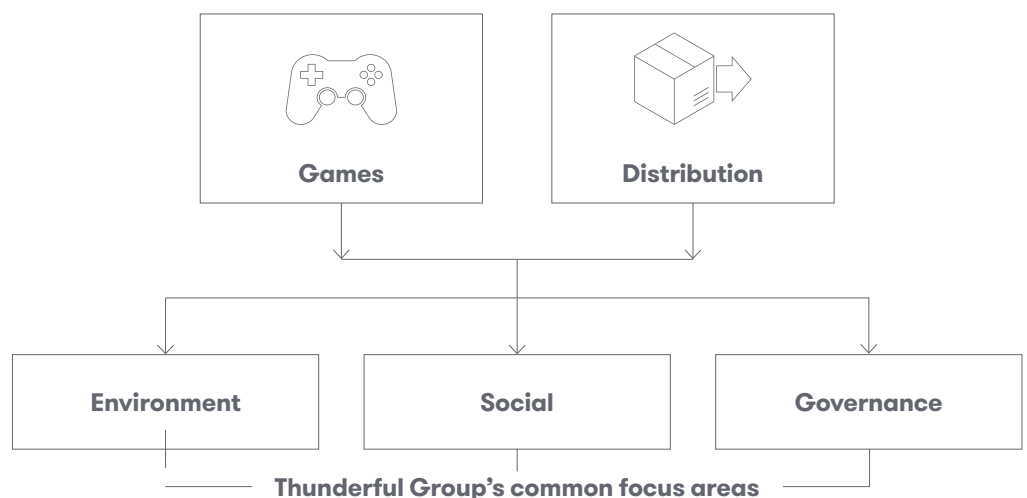 Games
Distribution
Environment
Social
Governance
Thunderful Group's common focus areas